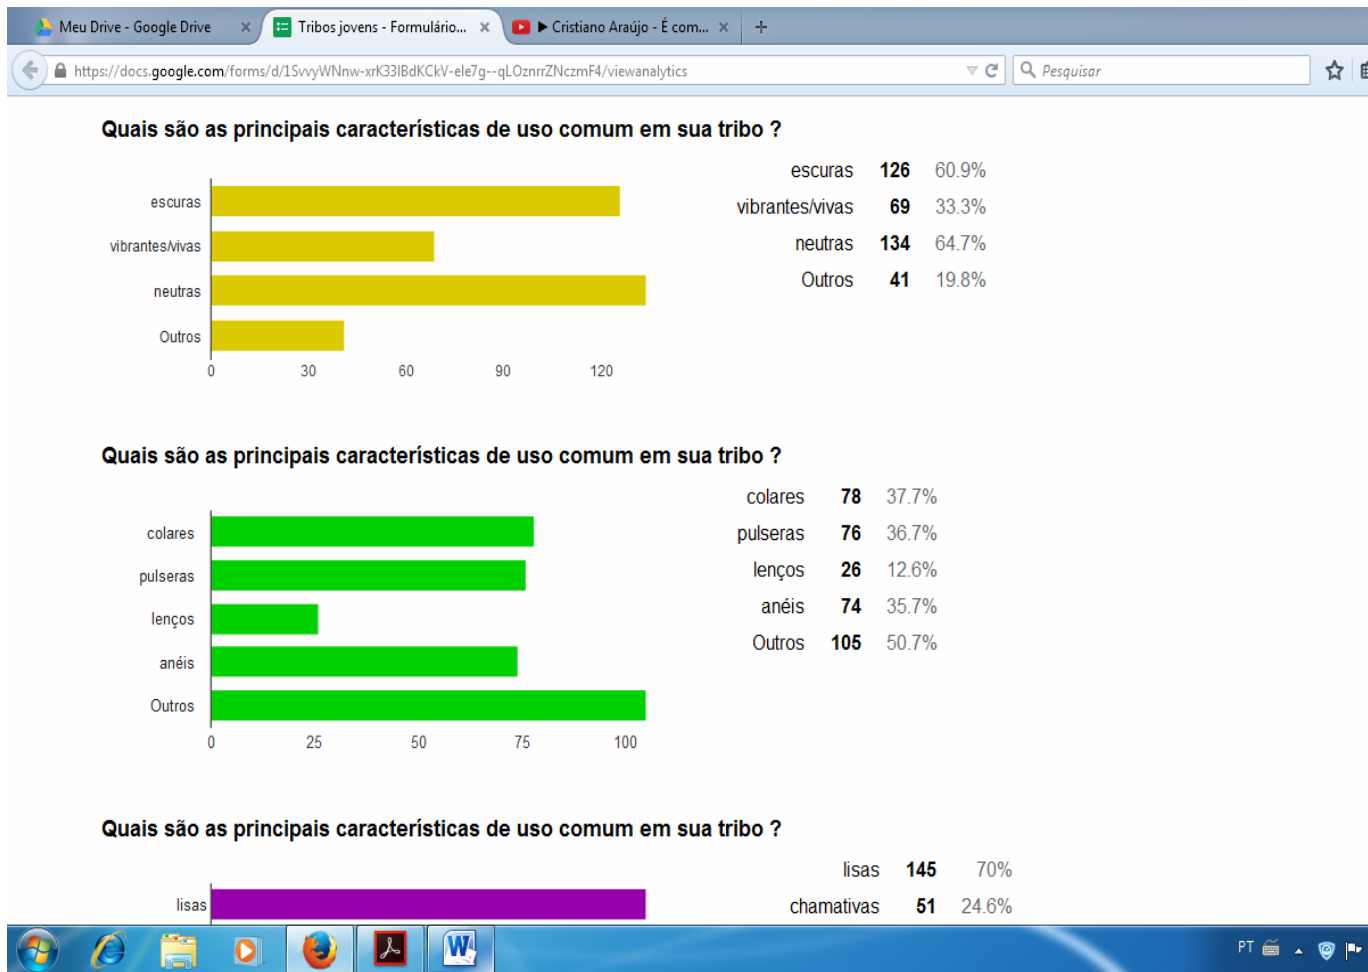 Meu Drive - Google Drive
Tribos jovens - Formulário...
▶ Cristiano Araújo - É com...
https://docs.google.com/forms/d/1SvvyWNnw-xrK33IBdKCkV-ele7g--qLOznrrZNczmF4/viewanalytics
Pesquisar
Quais são as principais característicás de uso comum em sua tribo ?
escuras
vibrantes/vivas
neutras
Outros
0 30 60 90 120
escuras 126 60.9%
vibrantes/vivas 69 33.3%
neutras 134 64.7%
Outros 41 19.8%
Quais são as principais característicás de uso comum em sua tribo ?
colares
pulseras
lenços
anéis
Outros
0 25 50 75 100
colares 78 37.7%
pulseras 76 36.7%
lenços 26 12.6%
anéis 74 35.7%
Outros 105 50.7%
Quais são as principais característicás de uso comum em sua tribo ?
lisas
lisas 145 70%
chamativas 51 24.6%
PT